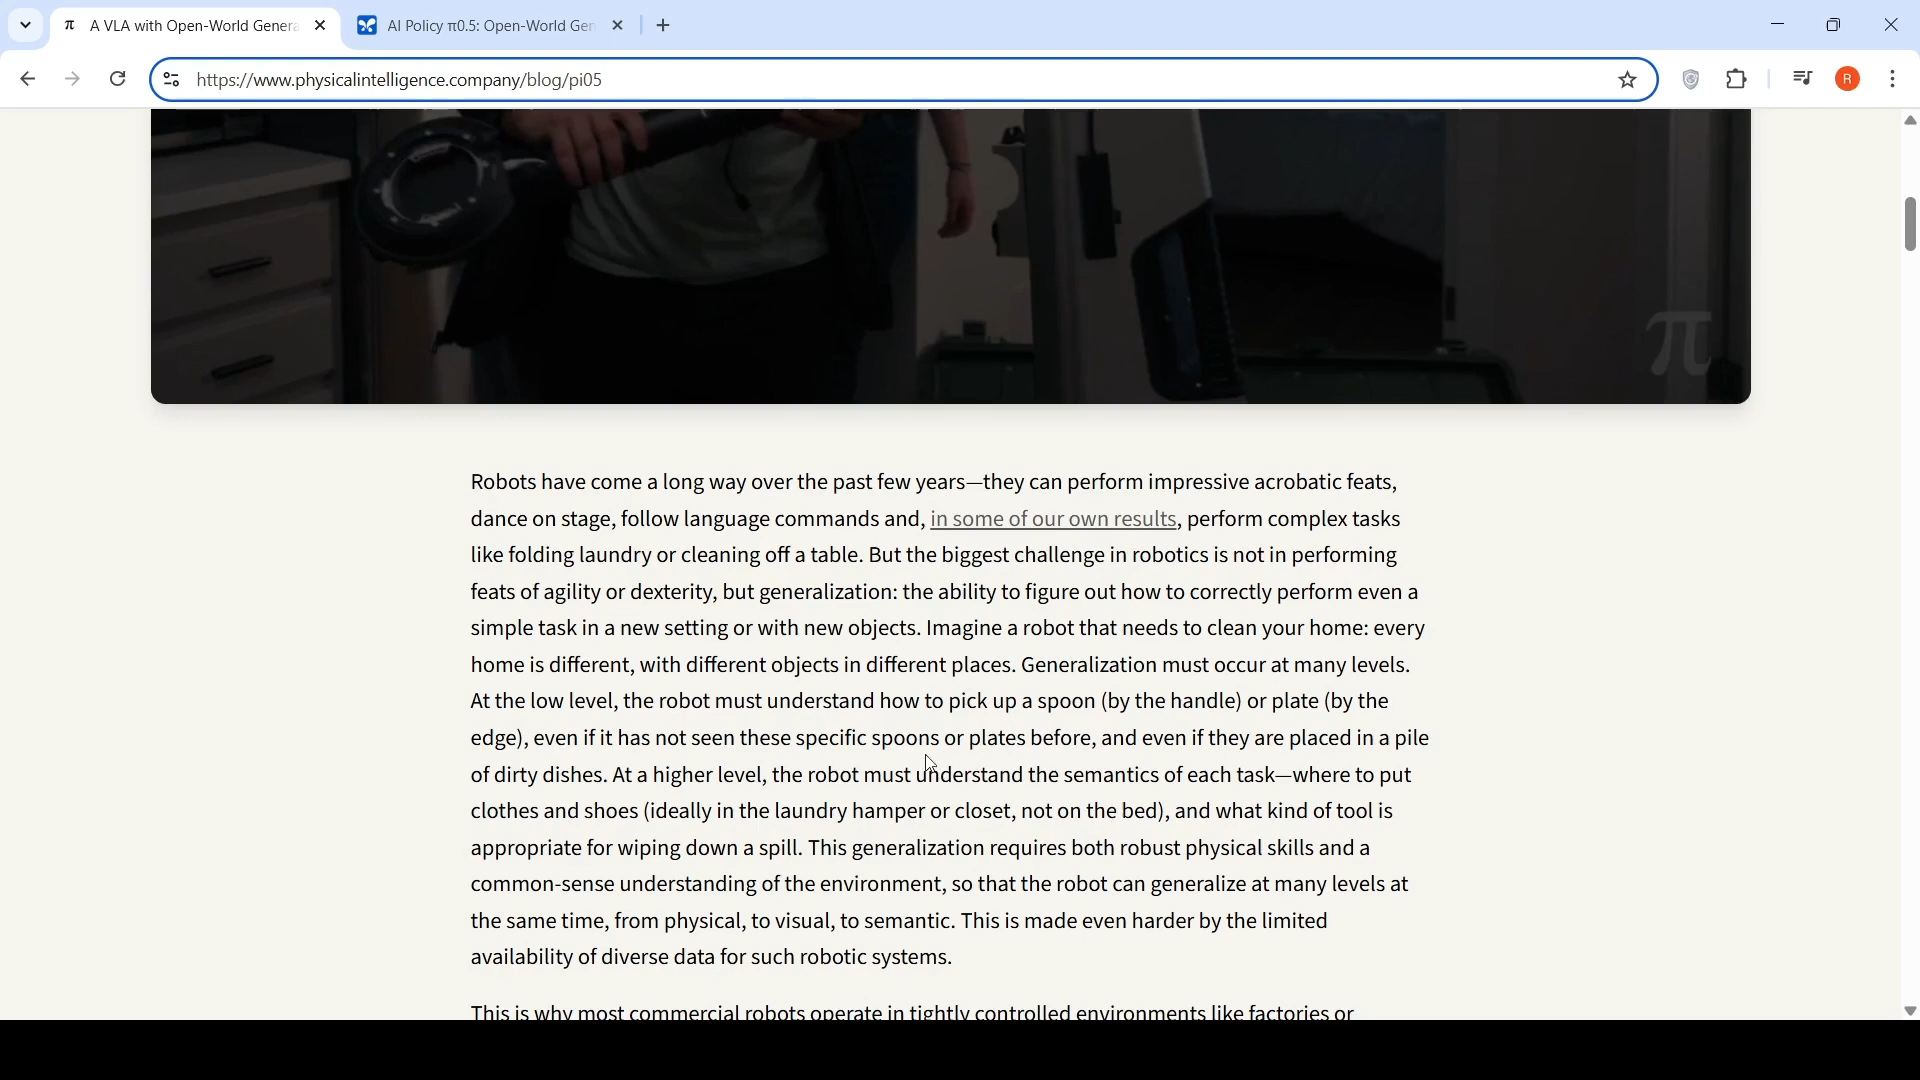 π A VLA with Open-World Genera
AI Policy π0.5: Open-World Gen
https://www.physicalintelligence.company/blog/pi05
R
π
Robots have come a long way over the past few years—they can perform impressive acrobatic feats,
dance on stage, follow language commands and, in some of our own results, perform complex tasks
like folding laundry or cleaning off a table. But the biggest challenge in robotics is not in performing
feats of agility or dexterity, but generalization: the ability to figure out how to correctly perform even a
simple task in a new setting or with new objects. Imagine a robot that needs to clean your home: every
home is different, with different objects in different places. Generalization must occur at many levels.
At the low level, the robot must understand how to pick up a spoon (by the handle) or plate (by the
edge), even if it has not seen these specific spoons or plates before, and even if they are placed in a pile
of dirty dishes. At a higher level, the robot must understand the semantics of each task—where to put
clothes and shoes (ideally in the laundry hamper or closet, not on the bed), and what kind of tool is
appropriate for wiping down a spill. This generalization requires both robust physical skills and a
common-sense understanding of the environment, so that the robot can generalize at many levels at
the same time, from physical, to visual, to semantic. This is made even harder by the limited
availability of diverse data for such robotic systems.
This is why most commercial robots operate in tightly controlled environments like factories or